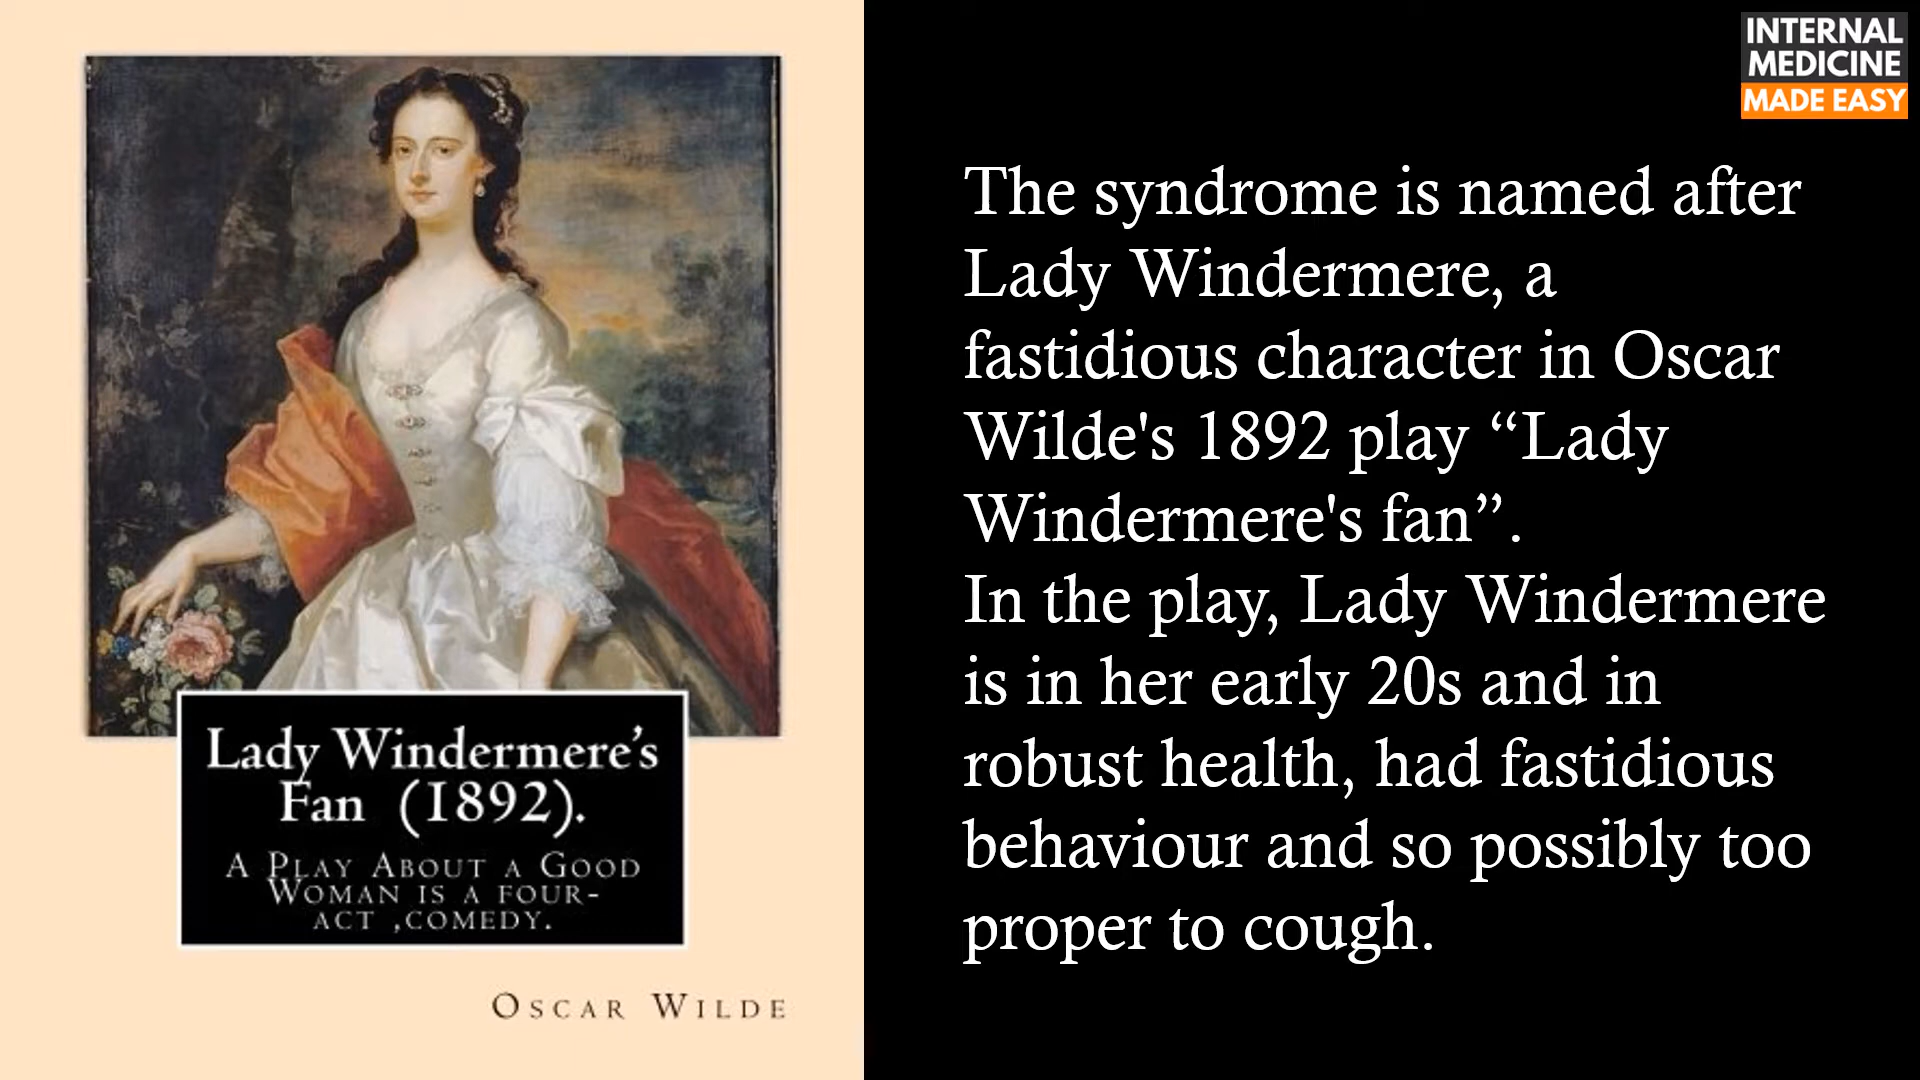 Lady Windermere’s
Fan (1892).
A Play About a Good
Woman is a four-
act ,comedy.
Oscar Wilde
INTERNAL
MEDICINE
MADE EASY
The syndrome is named after
Lady Windermere, a
fastidious character in Oscar
Wilde's 1892 play “Lady
Windermere's fan”.
In the play, Lady Windermere
is in her early 20s and in
robust health, had fastidious
behaviour and so possibly too
proper to cough.